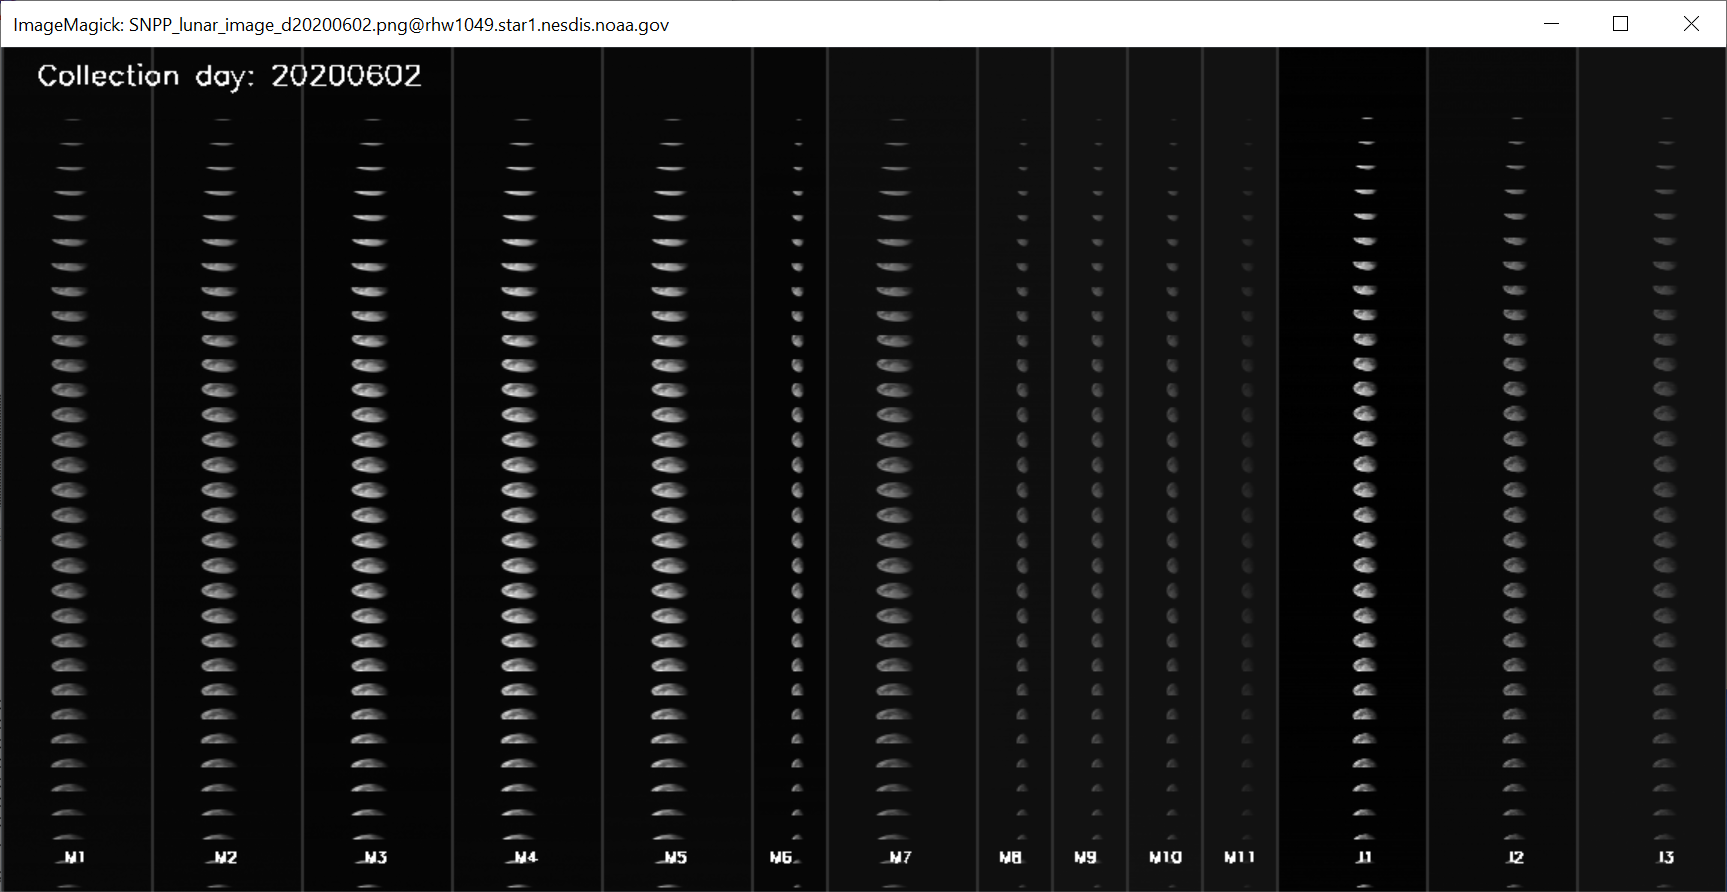 ImageMagick: SNPP_lunar_image_d20200602.png@rhw1049.star1.nesdis.noaa.gov
Collection day: 20200602
M1 M2 M3 M4 M5 M6 M7 M8 M9 M10 M11 I1 I2 I3